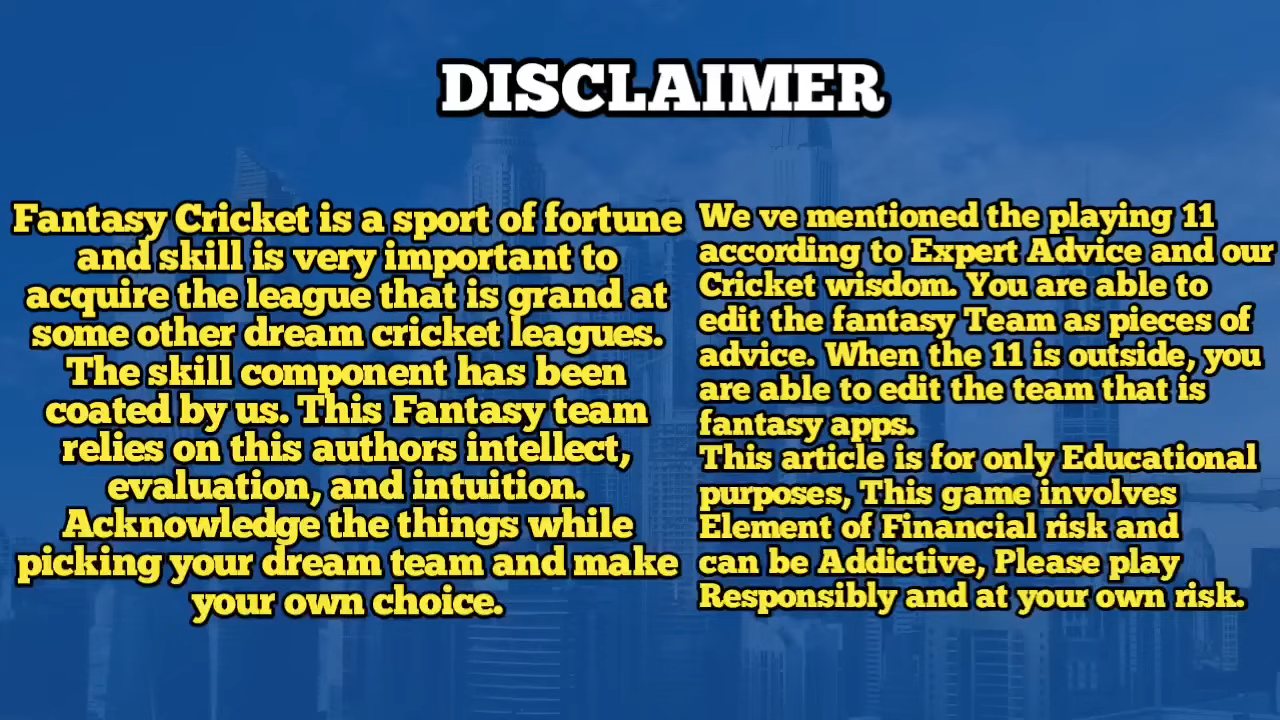 DISCLAIMER
Fantasy Cricket is a sport of fortune
and skill is very important to
acquire the league that is grand at
some other dream cricket leagues.
The skill component has been
coated by us. This Fantasy team
relies on this authors intellect,
evaluation, and intuition.
Acknowledge the things while
picking your dream team and make
your own choice.
We ve mentioned the playing 11
according to Expert Advice and our
Cricket wisdom. You are able to
edit the fantasy Team as pieces of
advice. When the 11 is outside, you
are able to edit the team that is
fantasy apps.
This article is for only Educational
purposes, This game involves
Element of Financial risk and
can be Addictive, Please play
Responsibly and at your own risk.